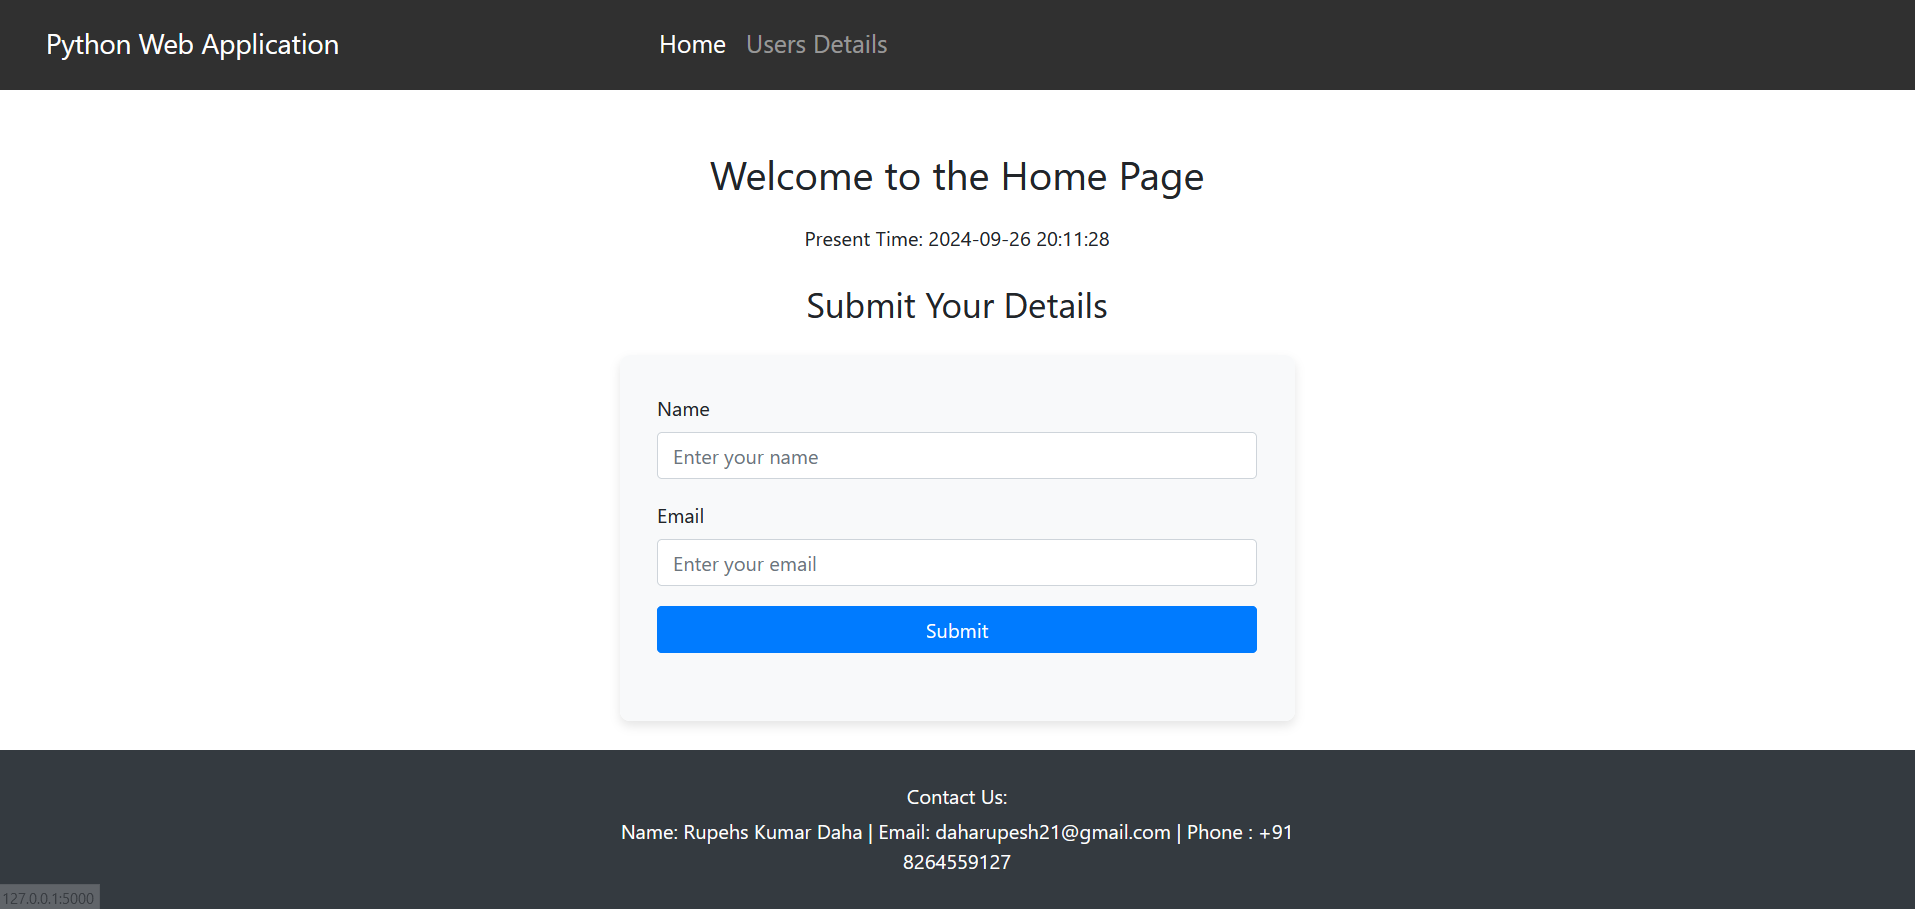 Python Web Application Home Users Details
Welcome to the Home Page
Present Time: 2024-09-26 20:11:28
Submit Your Details
Name
Enter your name
Email
Enter your email
Submit
Contact Us:
Name: Rupehs Kumar Daha | Email: daharupesh21@gmail.com | Phone : +91
8264559127
127.0.0.1:5000